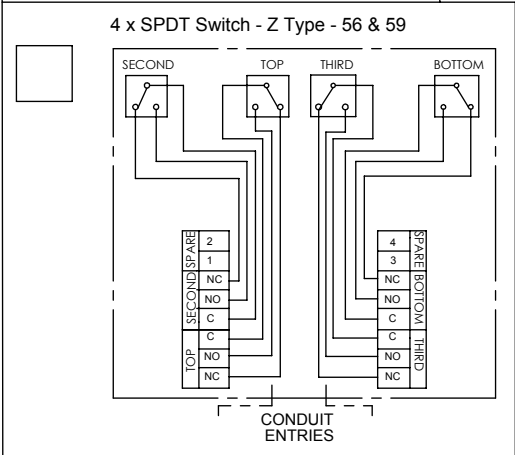 4 x SPDT Switch - Z Type - 56 & 59
SECOND TOP THIRD BOTTOM
SPARE
2
1
SECOND
NC
NO
C
TOP
C
NO
NC
4
3
SPARE
NC
NO
C
BOTTOM
C
NO
NC
THIRD
CONDUIT
ENTRIES